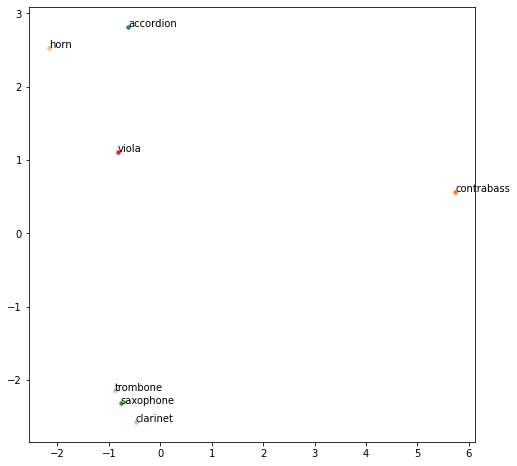 3
accordion
horn
2
viola
1
contrabass
0
−1
−2
trombone
saxophone
clarinet
−2 −1 0 1 2 3 4 5 6